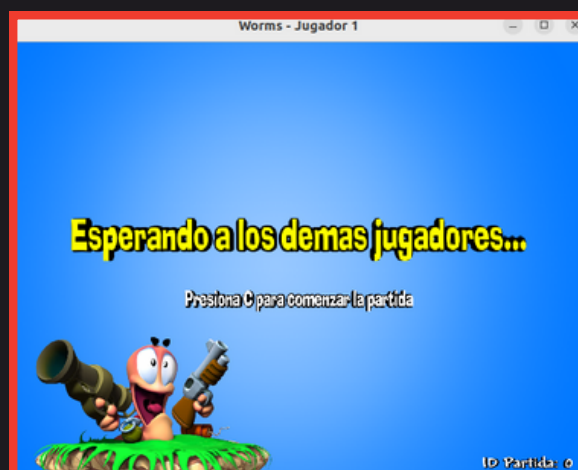 Worms - Jugador 1
Esperando a los demas jugadores...
Presiona C para comenzar la partida
ID Partida: 0